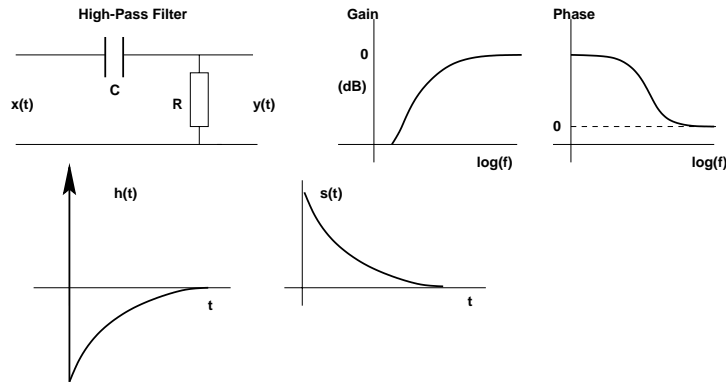 High-Pass Filter
C
R
x(t)
y(t)
Gain
0
(dB)
log(f)
Phase
0
log(f)
h(t)
t
s(t)
t